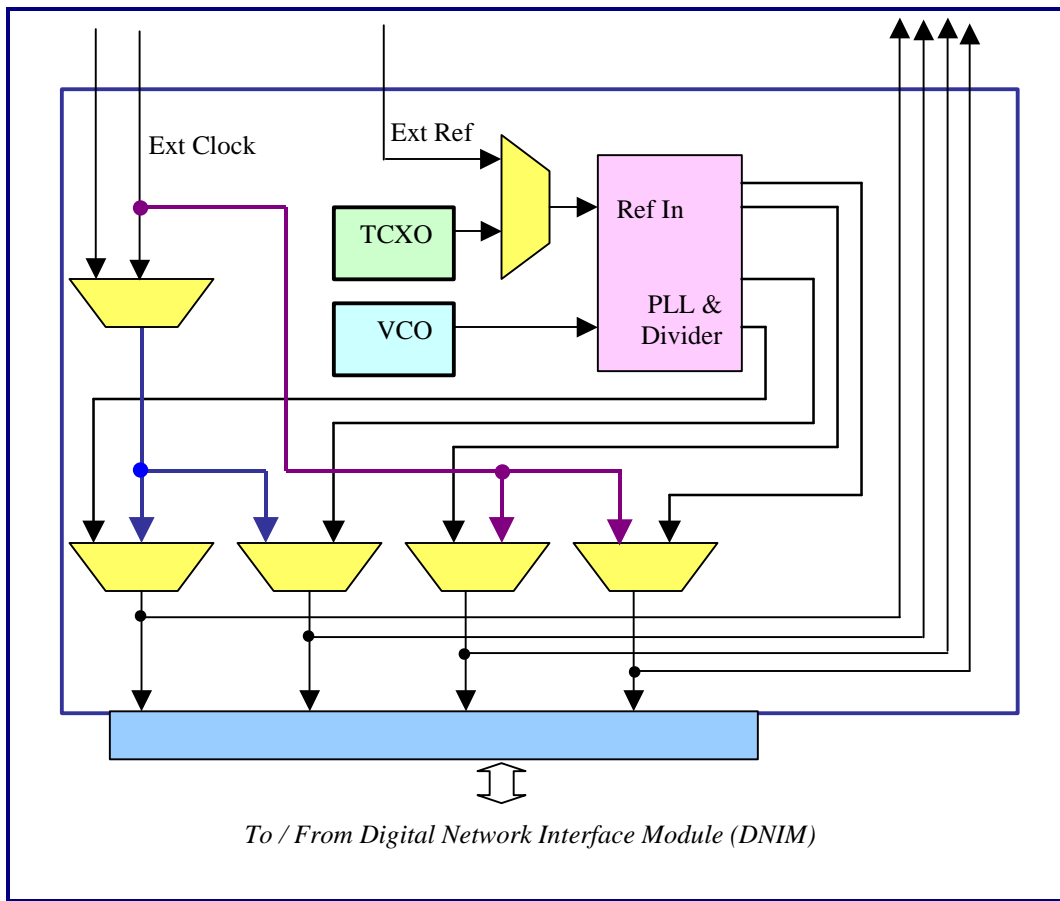 Ext Clock
Ext Ref
TCXO
Ref In
VCO
PLL &
Divider
To / From Digital Network Interface Module (DNIM)